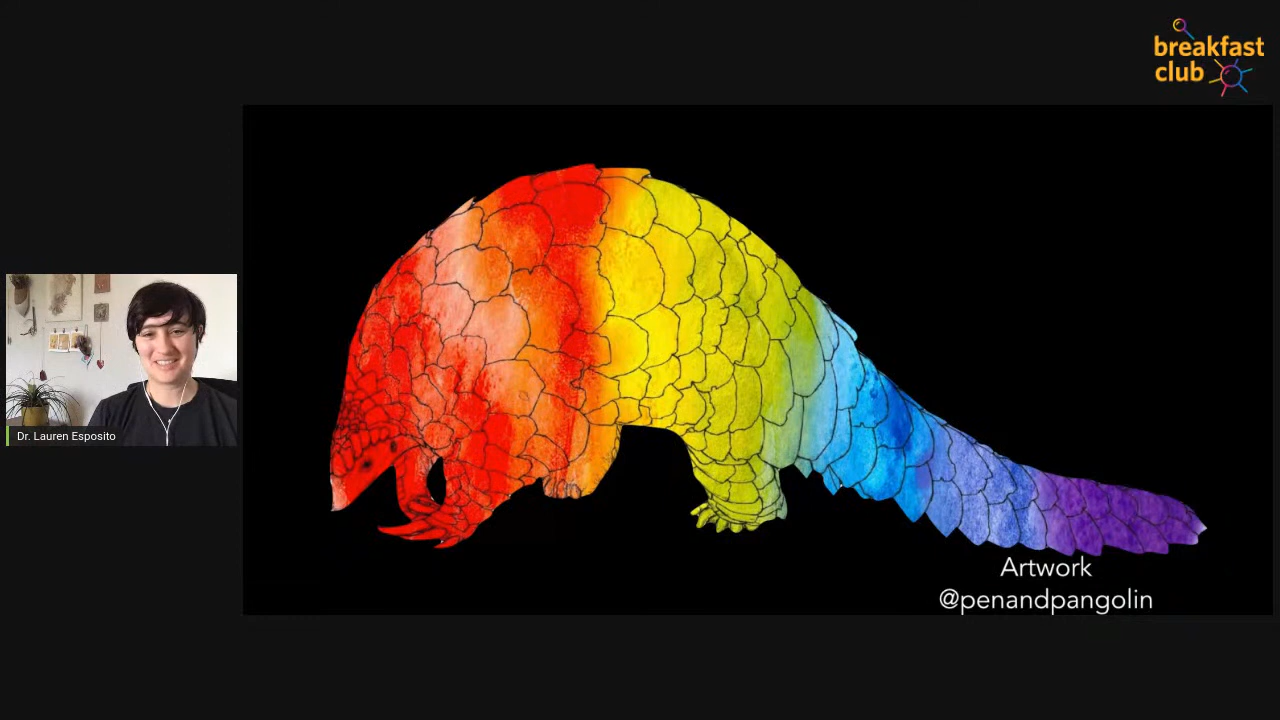 breakfast
club
Dr. Lauren Esposito
Artwork
@penandpangolin